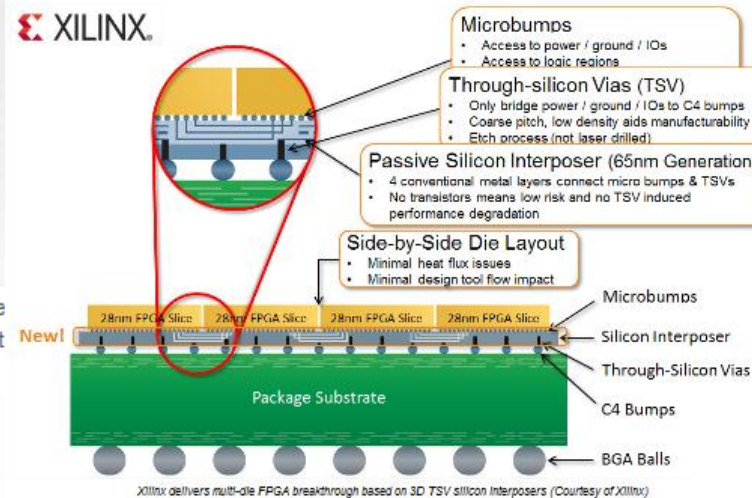 XILINX.
Microbumps
• Access to power / ground / IOs
• Access to logic regions
Through-silicon Vias (TSV)
• Only bridge power / ground / IOs to C4 bumps
• Coarse pitch, low density aids manufacturability
• Etch process (not laser drilled)
Passive Silicon Interposer (65nm Generation
• 4 conventional metal layers connect micro bumps & TSVs
• No transistors means low risk and no TSV induced
performance degradation
Side-by-Side Die Layout
• Minimal heat flux issues
• Minimal design tool flow impact
e
t
New!
28nm FPGA Slice
28nm FPGA Slice
28nm FPGA Slice
28nm FPGA Slice
Microbumps
Silicon Interposer
Through-Silicon Vias
C4 Bumps
Package Substrate
BGA Balls
Xilinx delivers multi-die FPGA breakthrough based on 3D TSV silicon interposers (Courtesy of Xilinx)